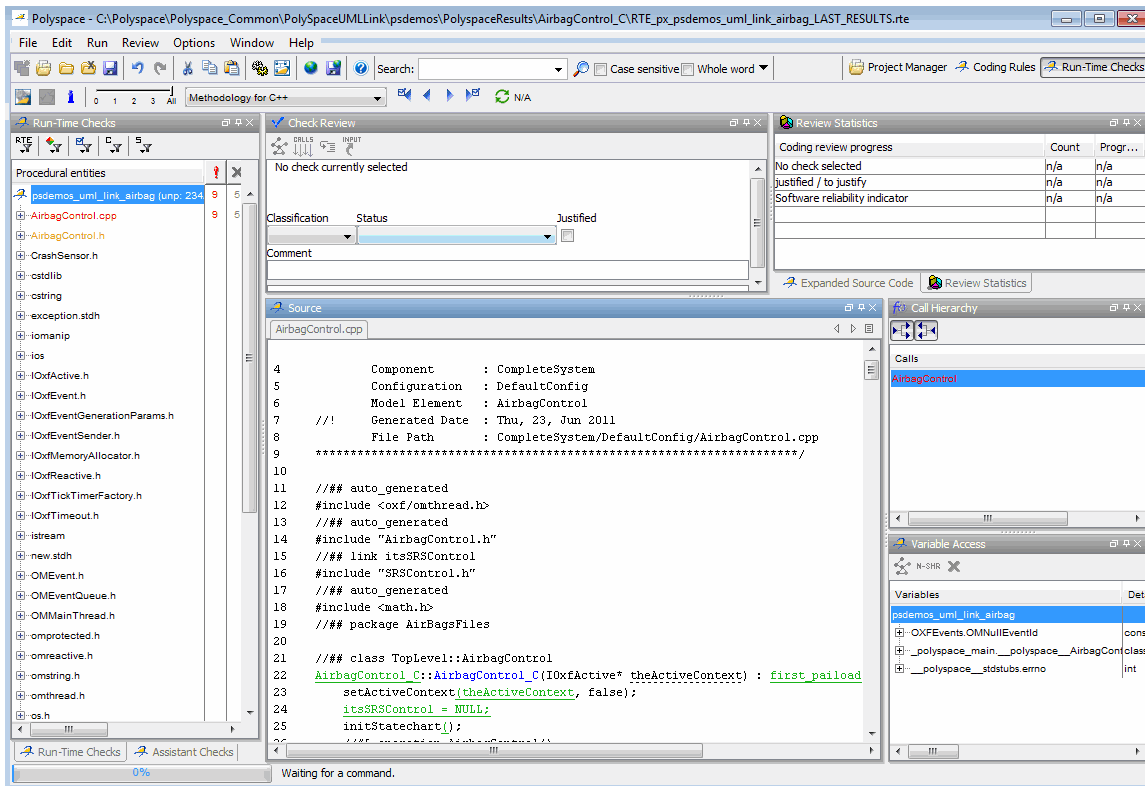 Polyspace - C:\Polyspace\Polyspace_Common\PolySpaceUMLLink\psdemos\PolyspaceResults\AirbagControl_C\RTE_px_psdemos_uml_link_airbag_LAST_RESULTS.rte
File Edit Run Review Options Window Help
Search: Case sensitive Whole word Project Manager Coding Rules Run-Time Checks
0 1 2 3 All Methodology for C++ N/A
Run-Time Checks
RTE C S
Procedural entities
psdemos_uml_link_airbag (unp: 234 9 5
AirbagControl.cpp 9 5
AirbagControl.h
CrashSensor.h
cstdlib
cstring
exception.stdh
iomanip
ios
IOxfActive.h
IOxfEvent.h
IOxfEventGenerationParams.h
IOxfEventSender.h
IOxfMemoryAllocator.h
IOxfReactive.h
IOxfTickTimerFactory.h
IOxfTimeout.h
istream
new.stdh
OMEvent.h
OMEventQueue.h
OMMainThread.h
omprotected.h
omreactive.h
omstring.h
omthread.h
os.h
Run-Time Checks Assistant Checks
Check Review
CALLS INPUT
No check currently selected
Classification Status Justified
Comment
Review Statistics
Coding review progress Count Progr...
No check selected n/a n/a
justified / to justify n/a n/a
Software reliability indicator n/a n/a
Expanded Source Code Review Statistics
Source
AirbagControl.cpp
4 Component : CompleteSystem
5 Configuration : DefaultConfig
6 Model Element : AirbagControl
7 //! Generated Date : Thu, 23, Jun 2011
8 File Path : CompleteSystem/DefaultConfig/AirbagControl.cpp
9 *********************************************************************/
10
11 //## auto_generated
12 #include <oxf/omthread.h>
13 //## auto_generated
14 #include "AirbagControl.h"
15 //## link itsSRSControl
16 #include "SRSControl.h"
17 //## auto_generated
18 #include <math.h>
19 //## package AirBagsFiles
20
21 //## class TopLevel::AirbagControl
22 AirbagControl_C::AirbagControl_C(IOxfActive* theActiveContext) : first_paiload
23 setActiveContext(theActiveContext, false);
24 itsSRSControl = NULL;
25 initStatechart();
26 //#[ operation AirbagControl()
Call Hierarchy
Calls
AirbagControl
Variable Access
N-SHR
Variables Det
psdemos_uml_link_airbag
OXFEvents.OMNullEventId cons
_polyspace_main.__polyspace__AirbagCont class
__polyspace__stdstubs.errno int
0% Waiting for a command.